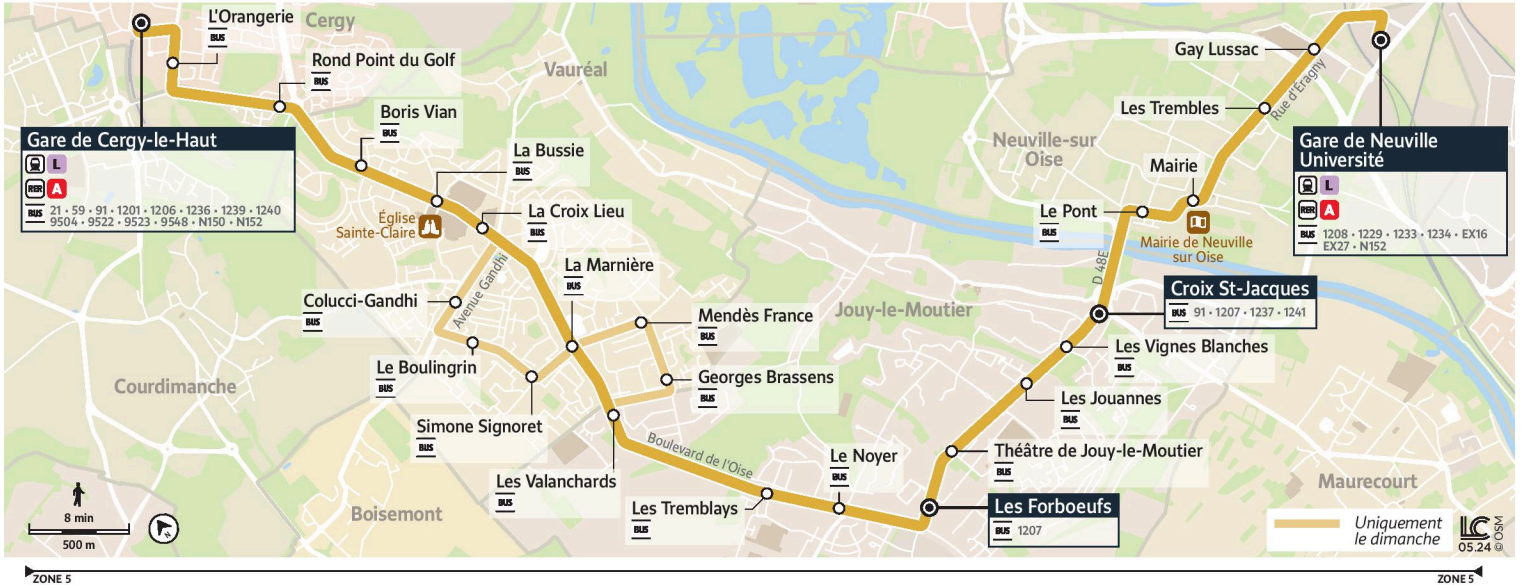 L'Orangerie
BUS
Cergy
Rond Point du Golf
BUS
Vauréal
Boris Vian
BUS
Gare de Cergy-le-Haut
L
RER A
BUS 21 • 59 • 91 • 1201 • 1206 • 1236 • 1239 • 1240
9504 • 9522 • 9523 • 9548 • N150 • N152
La Bussie
BUS
Église
Sainte-Claire
La Croix Lieu
BUS
La Marnière
BUS
Avenue Gandhi
Colucci-Gandhi
BUS
Mendès France
BUS
Le Boulingrin
BUS
Georges Brassens
BUS
Courdimanche
Simone Signoret
BUS
Boulevard de l'Oise
Les Valanchards
BUS
Les Tremblays
BUS
Le Noyer
BUS
Boisemont
Gay Lussac
Rue d'Eragny
Les Trembles
Neuville-sur
Oise
Gare de Neuville
Université
L
RER A
BUS 1208 • 1229 • 1233 • 1234 • EX16
EX27 • N152
Mairie
Le Pont
BUS
Mairie de Neuville
sur Oise
D 48E
Croix St-Jacques
BUS 91 • 1207 • 1237 • 1241
Jouy-le-Moutier
Les Vignes Blanches
BUS
Les Jouannes
BUS
Théâtre de Jouy-le-Moutier
BUS
Maurecourt
Les Forboeufs
BUS 1207
8 min
500 m
N
Uniquement
le dimanche
LC
05.24
© OSM
ZONE 5
ZONE 5